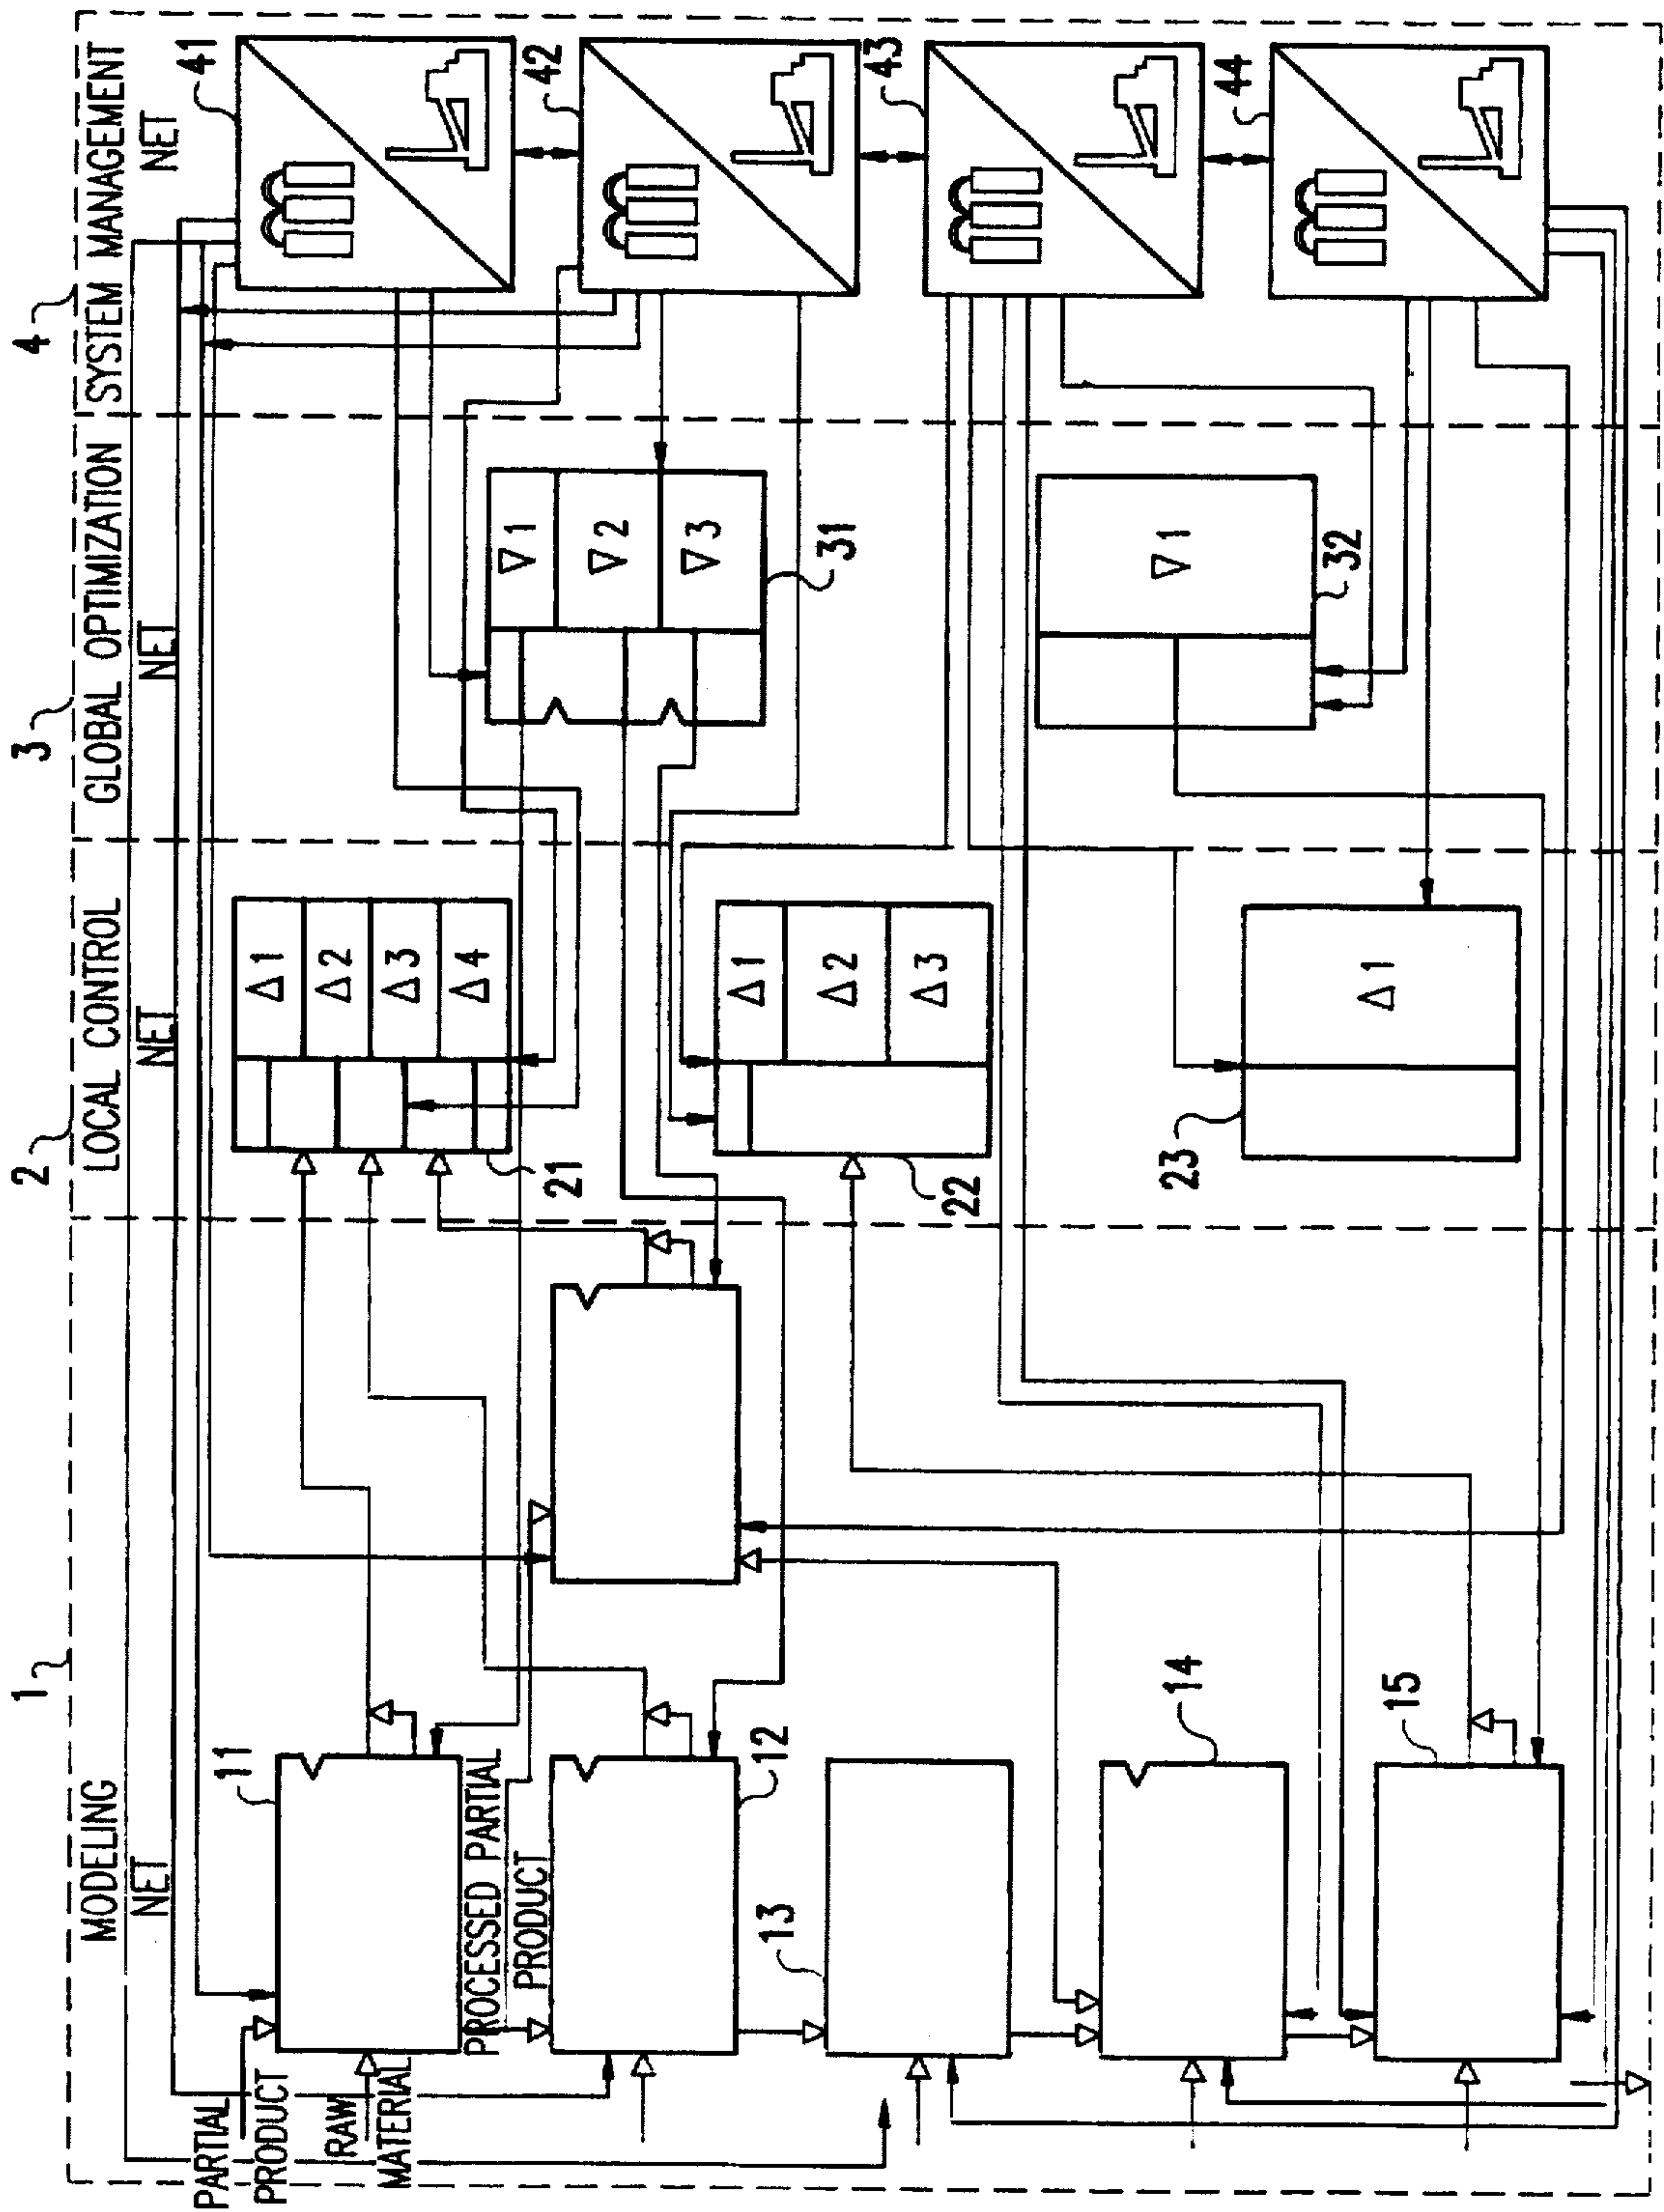 1
2
3
4
MODELING
LOCAL CONTROL
GLOBAL OPTIMIZATION
SYSTEM MANAGEMENT
NET
NET
NET
NET
PARTIAL
PRODUCT
RAW
MATERIAL
11
21
Δ1
Δ2
Δ3
Δ4
41
PROCESSED PARTIAL
PRODUCT
12
∇1
∇2
∇3
31
42
13
22
Δ1
Δ2
Δ3
43
14
23
Δ1
∇1
32
44
15